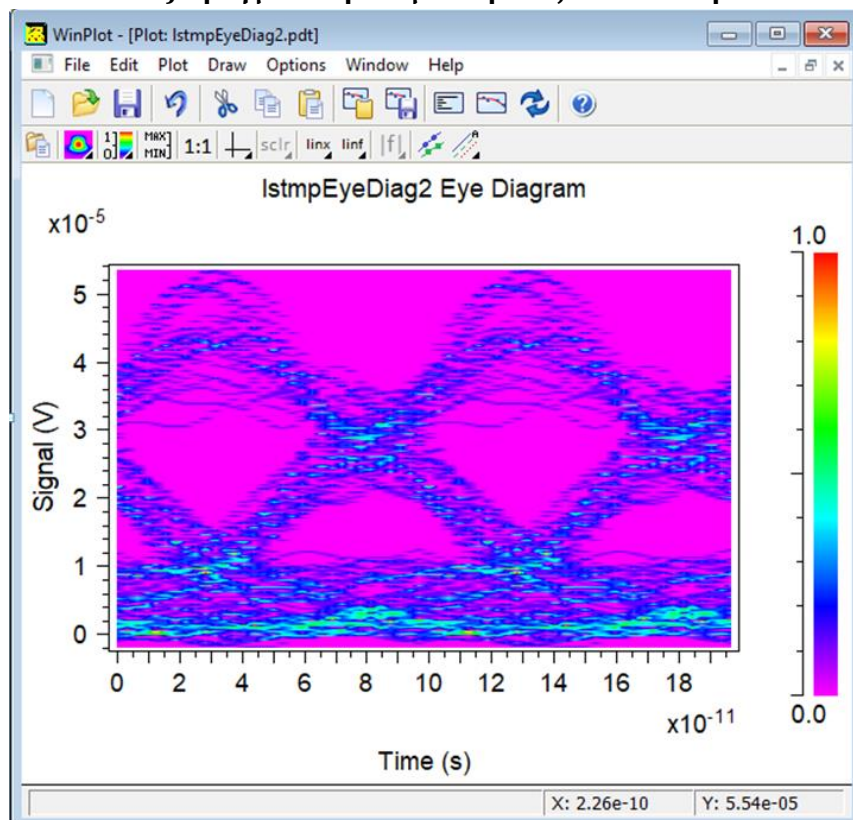 WinPlot - [Plot: lstmpEyeDiag2.pdt]
File Edit Plot Draw Options Window Help
1:1 sclr linx linf |f|
MAX
MIN
lstmpEyeDiag2 Eye Diagram
x10-5
1.0
5
4
3
2
1
0
Signal (V)
0 2 4 6 8 10 12 14 16 18
0.0
x10-11
Time (s)
X: 2.26e-10 Y: 5.54e-05